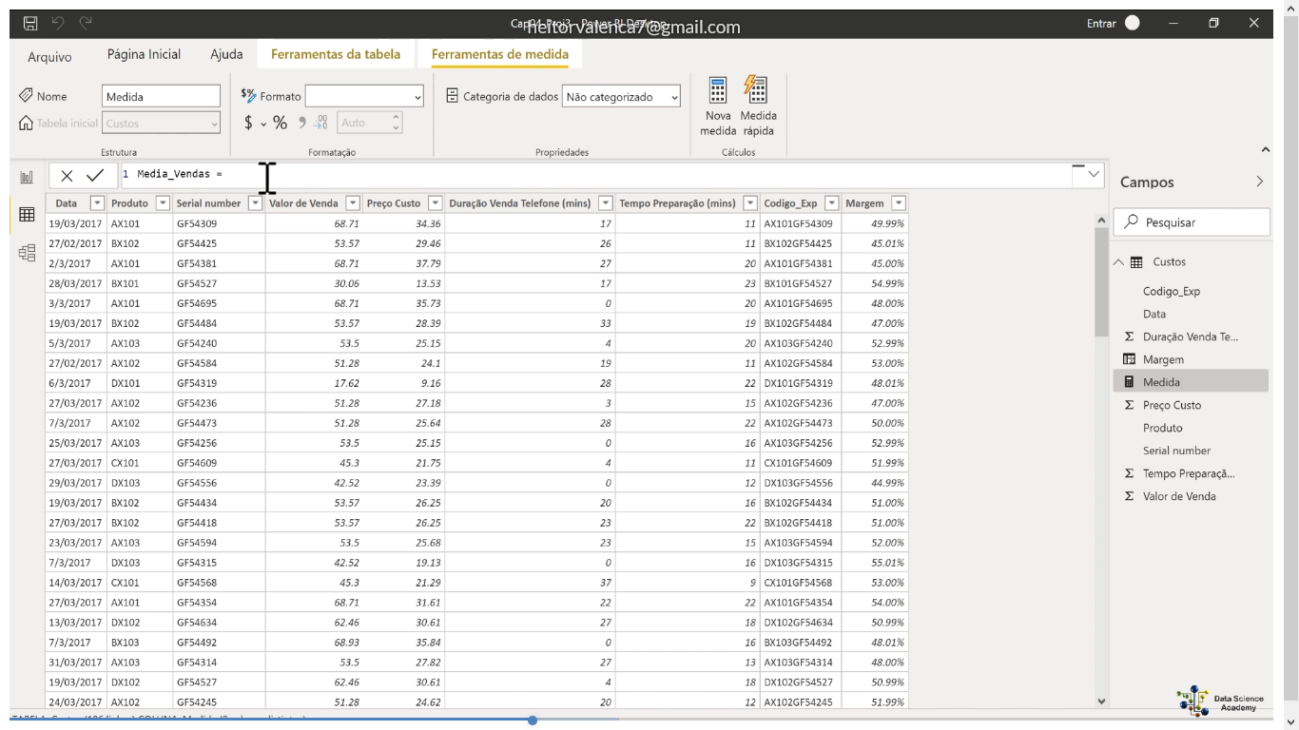 Cap04-Proj3 - Power BI Desktop
heitorvalenca7@gmail.com
Entrar
Arquivo Página Inicial Ajuda Ferramentas da tabela Ferramentas de medida
Nome Medida
Formato
Categoria de dados Não categorizado
Tabela inicial Custos
$ % 9 Auto
Nova medida
Medida rápida
Estrutura Formatação Propriedades Cálculos
1 Media_Vendas =
Campos
Pesquisar
Data Produto Serial number Valor de Venda Preço Custo Duração Venda Telefone (mins) Tempo Preparação (mins) Codigo_Exp Margem
19/03/2017 AX101 GF54309 68.71 34.36 17 11 AX101GF54309 49.99%
27/02/2017 BX102 GF54425 53.57 29.46 26 11 BX102GF54425 45.01%
2/3/2017 AX101 GF54381 68.71 37.79 27 20 AX101GF54381 45.00%
28/03/2017 BX101 GF54527 30.06 13.53 17 23 BX101GF54527 54.99%
3/3/2017 AX101 GF54695 68.71 35.73 0 20 AX101GF54695 48.00%
19/03/2017 BX102 GF54484 53.57 28.39 33 19 BX102GF54484 47.00%
5/3/2017 AX103 GF54240 53.5 25.15 4 20 AX103GF54240 52.99%
27/02/2017 AX102 GF54584 51.28 24.1 19 11 AX102GF54584 53.00%
6/3/2017 DX101 GF54319 17.62 9.16 28 22 DX101GF54319 48.01%
27/03/2017 AX102 GF54236 51.28 27.18 3 15 AX102GF54236 47.00%
7/3/2017 AX102 GF54473 51.28 25.64 28 22 AX102GF54473 50.00%
25/03/2017 AX103 GF54256 53.5 25.15 0 16 AX103GF54256 52.99%
27/03/2017 CX101 GF54609 45.3 21.75 4 11 CX101GF54609 51.99%
29/03/2017 DX103 GF54556 42.52 23.39 0 12 DX103GF54556 44.99%
19/03/2017 BX102 GF54434 53.57 26.25 20 16 BX102GF54434 51.00%
27/03/2017 BX102 GF54418 53.57 26.25 23 22 BX102GF54418 51.00%
23/03/2017 AX103 GF54594 53.5 25.68 23 15 AX103GF54594 52.00%
7/3/2017 DX103 GF54315 42.52 19.13 0 16 DX103GF54315 55.01%
14/03/2017 CX101 GF54568 45.3 21.29 37 9 CX101GF54568 53.00%
27/03/2017 AX101 GF54354 68.71 31.61 22 22 AX101GF54354 54.00%
13/03/2017 DX102 GF54634 62.46 30.61 27 18 DX102GF54634 50.99%
7/3/2017 BX103 GF54492 68.93 35.84 0 16 BX103GF54492 48.01%
31/03/2017 AX103 GF54314 53.5 27.82 27 13 AX103GF54314 48.00%
19/03/2017 DX102 GF54527 62.46 30.61 4 18 DX102GF54527 50.99%
24/03/2017 AX102 GF54245 51.28 24.62 20 12 AX102GF54245 51.99%
Custos
Codigo_Exp
Data
Σ Duração Venda Te...
Margem
Medida
Σ Preço Custo
Produto
Serial number
Σ Tempo Preparaçã...
Σ Valor de Venda
Data Science
Academy